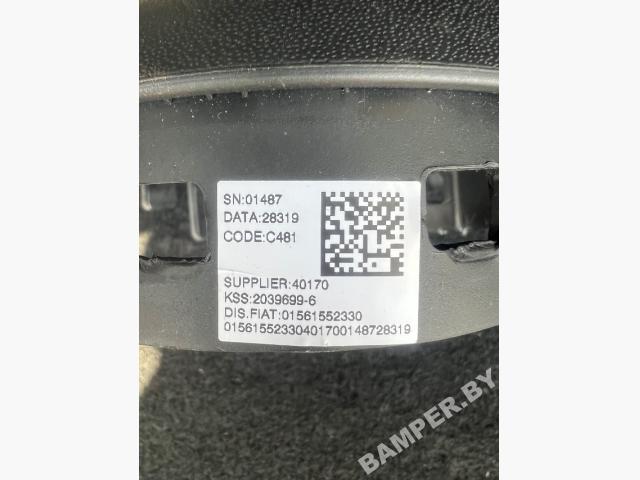 SN:01487
DATA:28319
CODE:C481
SUPPLIER:40170
KSS:2039699-6
DIS.FIAT:01561552330
01561552330401700148728319
BAMPER.BY